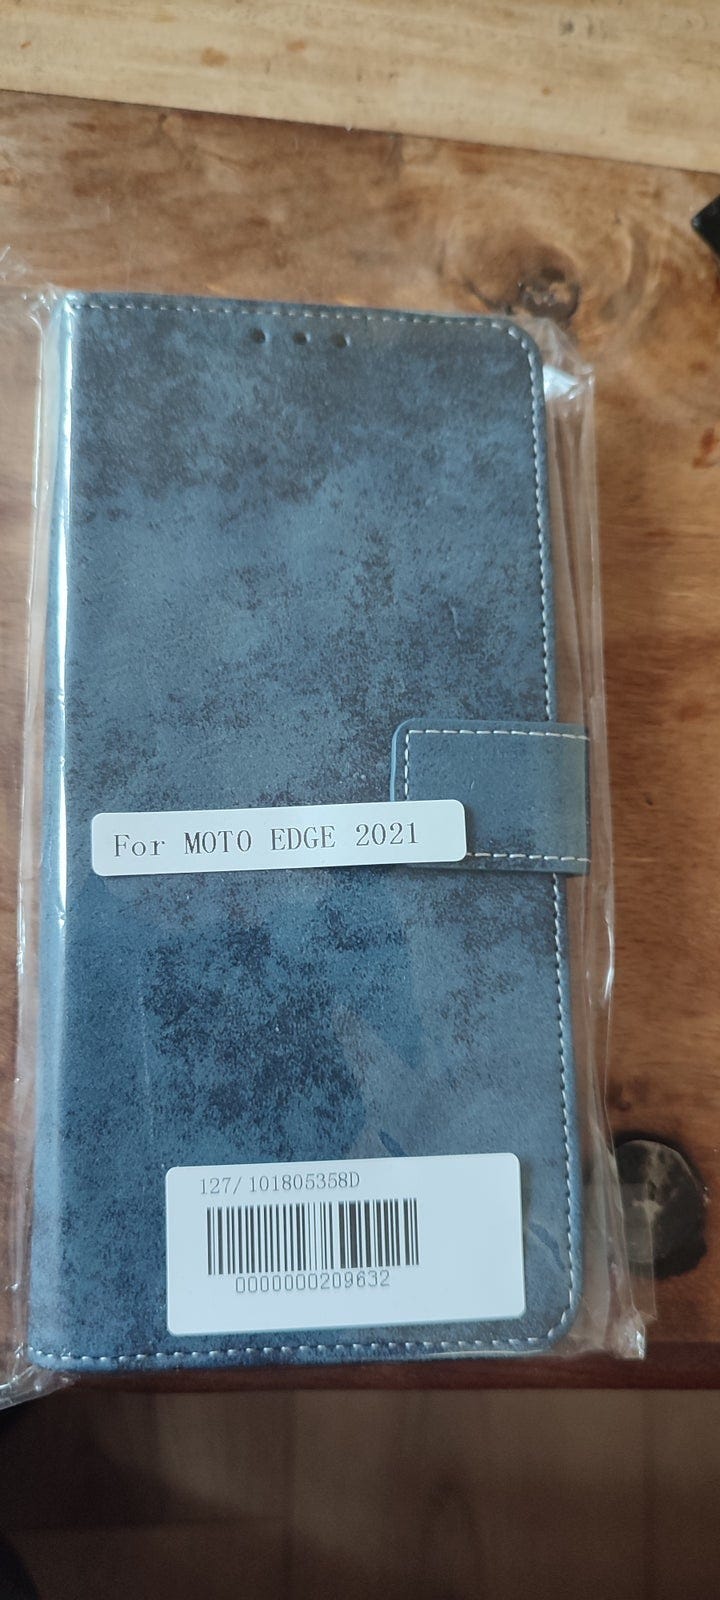 For MOTO EDGE 2021
127/101805358D
0000000209632